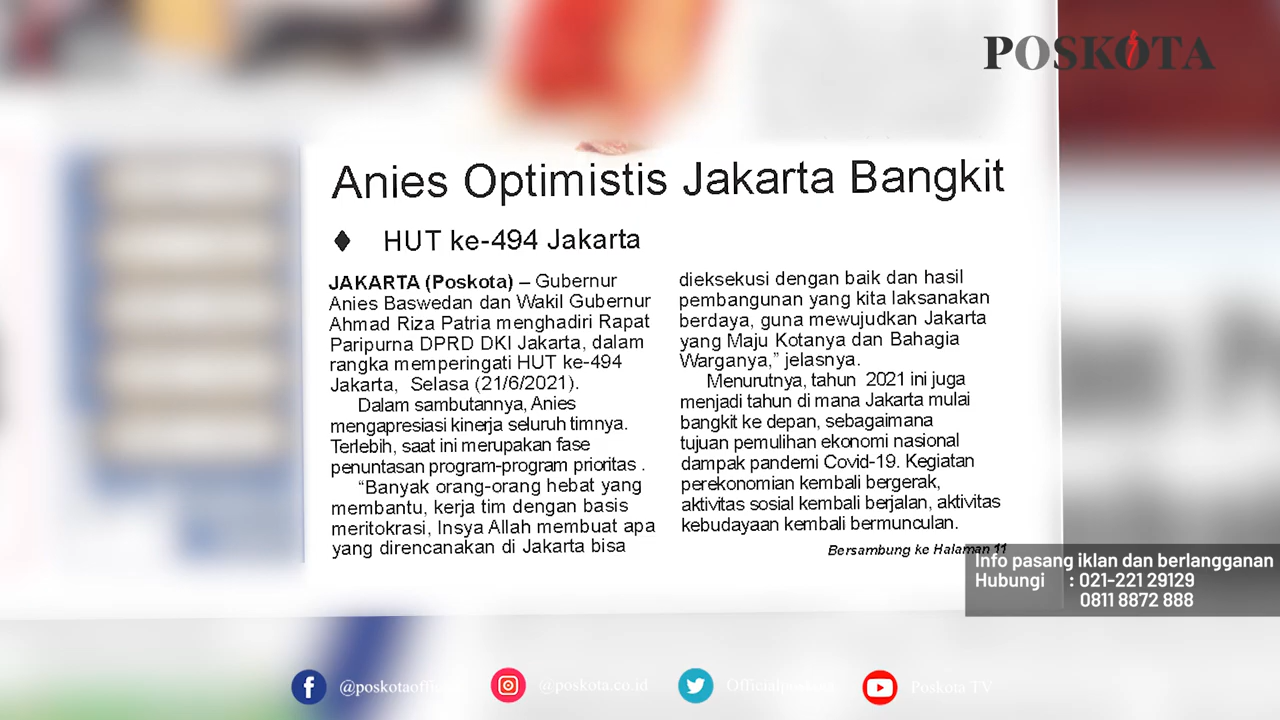 POSKOTA
Anies Optimistis Jakarta Bangkit
♦ HUT ke-494 Jakarta
JAKARTA (Poskota) – Gubernur
Anies Baswedan dan Wakil Gubernur
Ahmad Riza Patria menghadiri Rapat
Paripurna DPRD DKI Jakarta, dalam
rangka memperingati HUT ke-494
Jakarta, Selasa (21/6/2021).
Dalam sambutannya, Anies
mengapresiasi kinerja seluruh timnya.
Terlebih, saat ini merupakan fase
penuntasan program-program prioritas .
“Banyak orang-orang hebat yang
membantu, kerja tim dengan basis
meritokrasi, Insya Allah membuat apa
yang direncanakan di Jakarta bisa
dieksekusi dengan baik dan hasil
pembangunan yang kita laksanakan
berdaya, guna mewujudkan Jakarta
yang Maju Kotanya dan Bahagia
Warganya,” jelasnya.
Menurutnya, tahun 2021 ini juga
menjadi tahun di mana Jakarta mulai
bangkit ke depan, sebagaimana
tujuan pemulihan ekonomi nasional
dampak pandemi Covid-19. Kegiatan
perekonomian kembali bergerak,
aktivitas sosial kembali berjalan, aktivitas
kebudayaan kembali bermunculan.
Bersambung ke Halaman 11
Info pasang iklan dan berlangganan
Hubungi : 021-221 29129
0811 8872 888
@poskota.co.id
Poskota TV